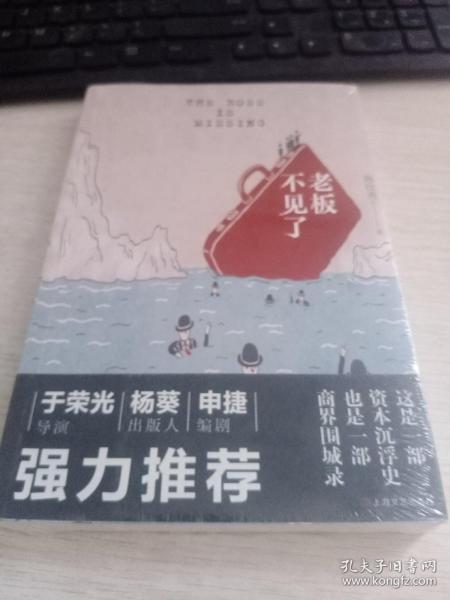 THE BOSS
IS
MISSING
老板
不见了
于荣光
导演
杨葵
出版人
申捷
编剧
强力推荐
这是一部
资本沉浮史
也是一部
商界围城录
孔夫子旧书网
www.kongfz.com